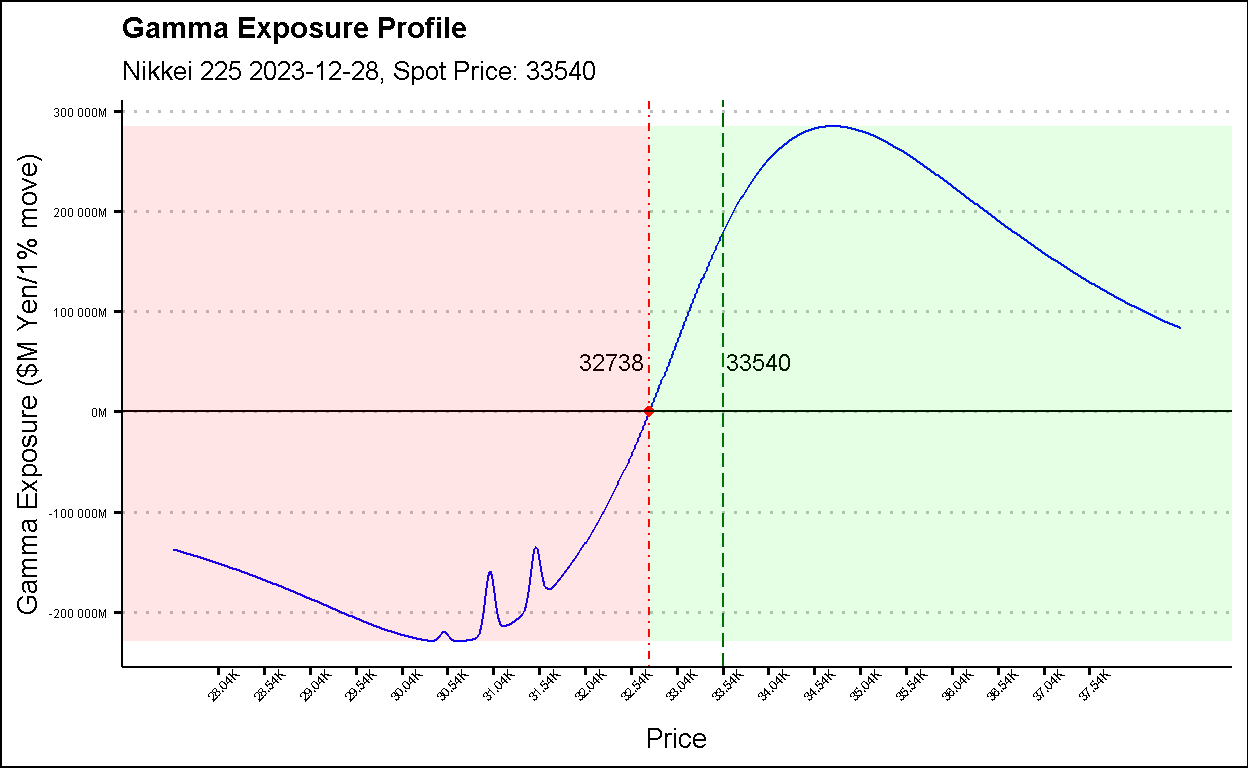 Gamma Exposure Profile
Nikkei 225 2023-12-28, Spot Price: 33540
Gamma Exposure ($M Yen/1% move)
300 000M
200 000M
100 000M
0M
-100 000M
-200 000M
32738
33540
28.04K
28.54K
29.04K
29.54K
30.04K
30.54K
31.04K
31.54K
32.04K
32.54K
33.04K
33.54K
34.04K
34.54K
35.04K
35.54K
36.04K
36.54K
37.04K
37.54K
Price